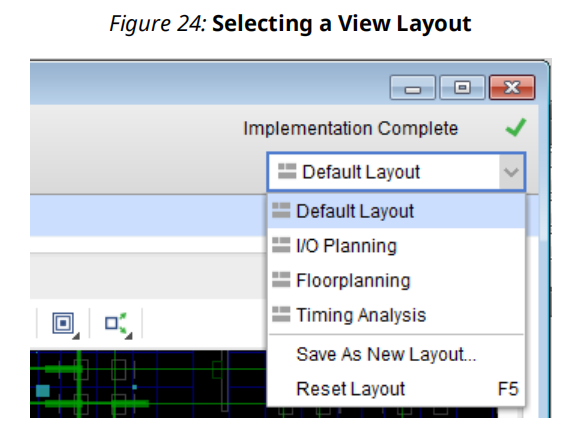 Figure 24: Selecting a View Layout
Implementation Complete
Default Layout
Default Layout
I/O Planning
Floorplanning
Timing Analysis
Save As New Layout...
Reset Layout F5